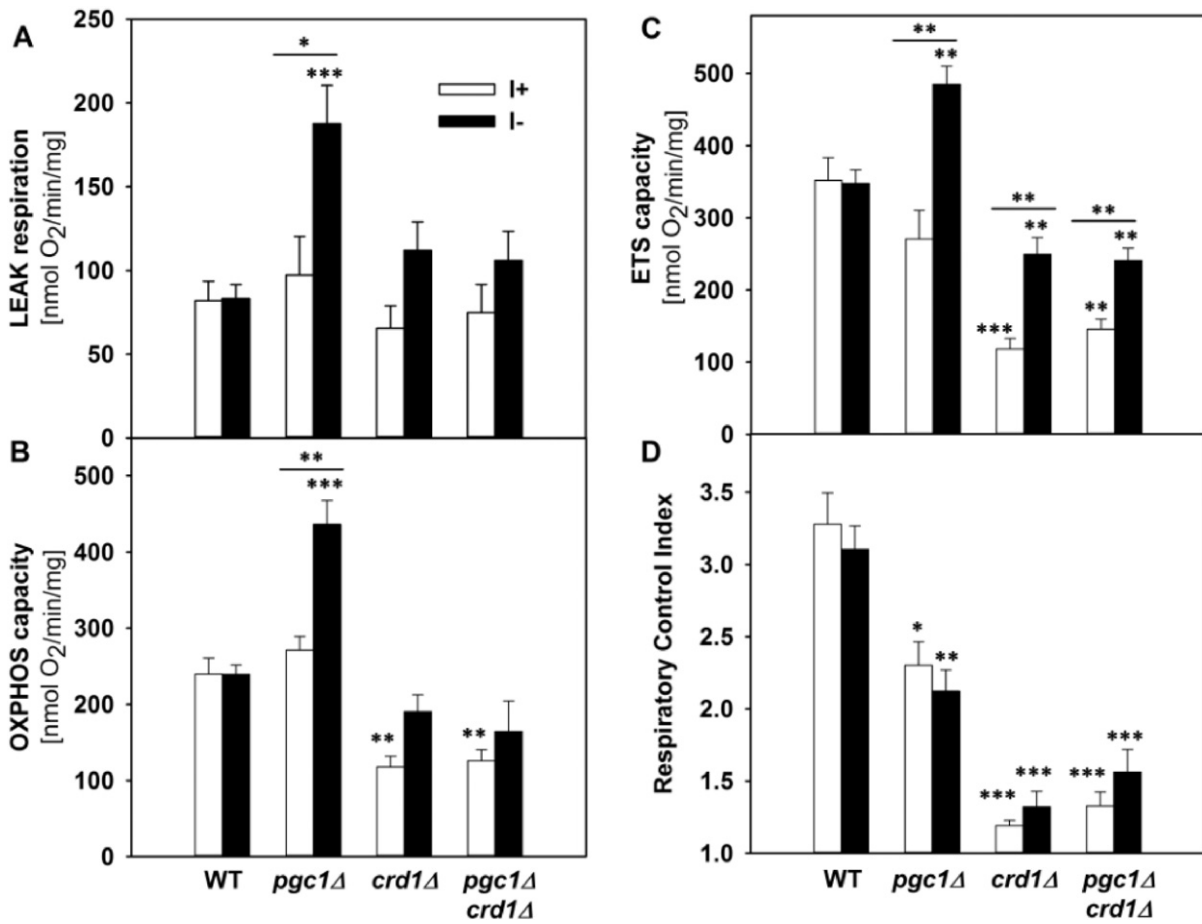 A
LEAK respiration
[nmol O2/min/mg]
250
200
150
100
50
0
*
***
I+
I-
B
OXPHOS capacity
[nmol O2/min/mg]
500
400
300
200
100
0
**
***
**
**
WT
pgc1Δ
crd1Δ
pgc1Δ
crd1Δ
C
ETS capacity
[nmol O2/min/mg]
500
400
300
200
100
0
**
**
**
**
**
**
***
**
D
Respiratory Control Index
3.5
3.0
2.5
2.0
1.5
1.0
*
**
***
***
***
***
WT
pgc1Δ
crd1Δ
pgc1Δ
crd1Δ